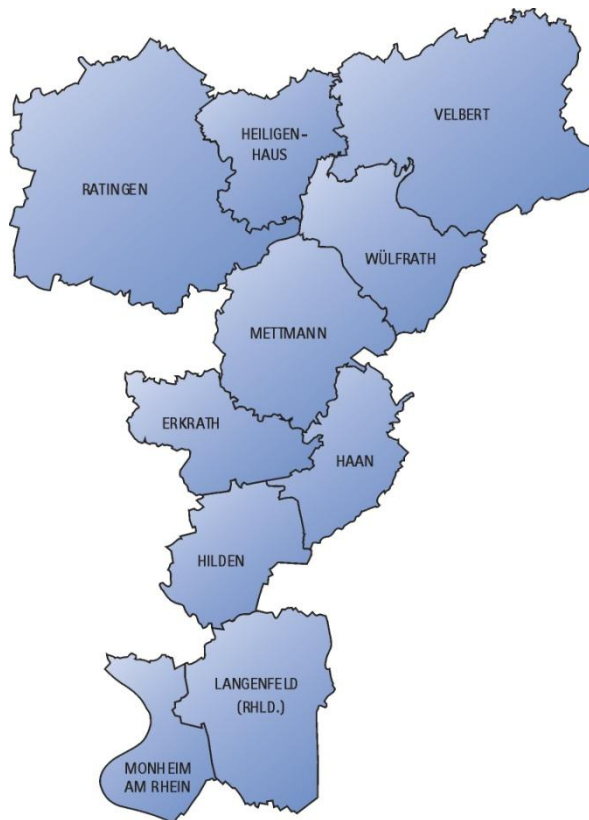 VELBERT
HEILIGEN-
HAUS
RATINGEN
WÜLFRATH
METTMANN
ERKRATH
HAAN
HILDEN
LANGENFELD
(RHLD.)
MONHEIM
AM RHEIN